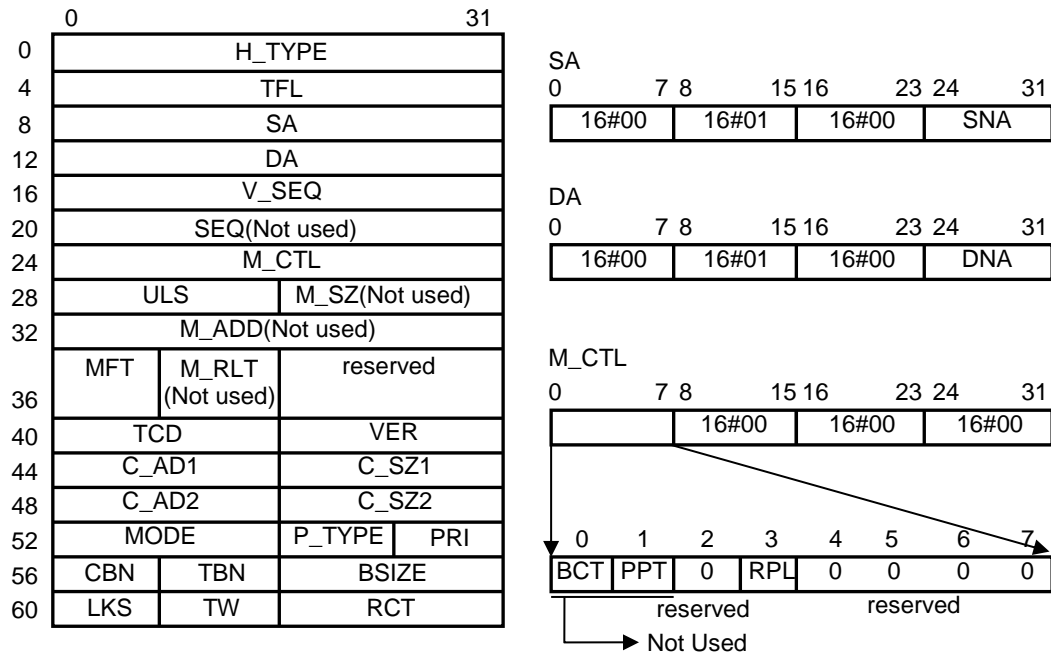 0 31
0 H_TYPE
4 TFL
8 SA
12 DA
16 V_SEQ
20 SEQ(Not used)
24 M_CTL
28 ULS M_SZ(Not used)
32 M_ADD(Not used)
36 MFT M_RLT reserved
(Not used)
40 TCD VER
44 C_AD1 C_SZ1
48 C_AD2 C_SZ2
52 MODE P_TYPE PRI
56 CBN TBN BSIZE
60 LKS TW RCT
SA
0 7 8 15 16 23 24 31
16#00 16#01 16#00 SNA
DA
0 7 8 15 16 23 24 31
16#00 16#01 16#00 DNA
M_CTL
0 7 8 15 16 23 24 31
16#00 16#00 16#00
0 1 2 3 4 5 6 7
BCT PPT 0 RPL 0 0 0 0
reserved reserved
Not Used